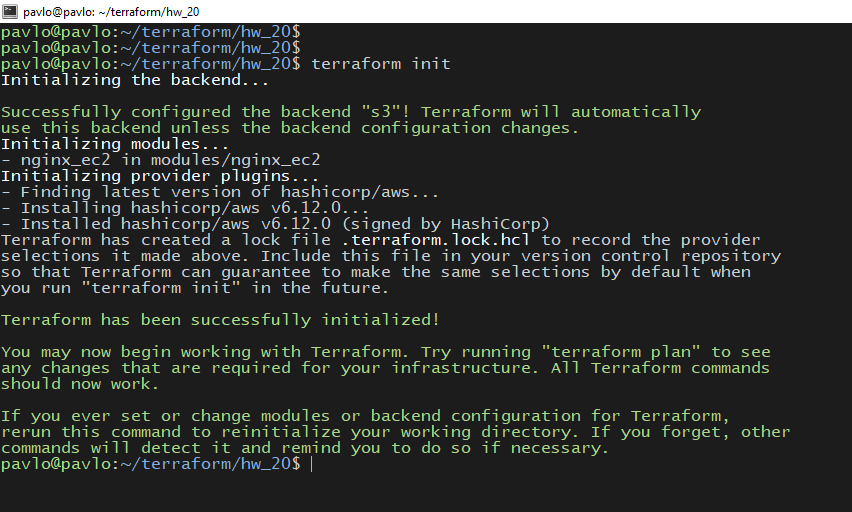 pavlo@pavlo: ~/terraform/hw_20
pavlo@pavlo:~/terraform/hw_20$
pavlo@pavlo:~/terraform/hw_20$
pavlo@pavlo:~/terraform/hw_20$ terraform init
Initializing the backend...

Successfully configured the backend "s3"! Terraform will automatically
use this backend unless the backend configuration changes.
Initializing modules...
- nginx_ec2 in modules/nginx_ec2
Initializing provider plugins...
- Finding latest version of hashicorp/aws...
- Installing hashicorp/aws v6.12.0...
- Installed hashicorp/aws v6.12.0 (signed by HashiCorp)
Terraform has created a lock file .terraform.lock.hcl to record the provider
selections it made above. Include this file in your version control repository
so that Terraform can guarantee to make the same selections by default when
you run "terraform init" in the future.

Terraform has been successfully initialized!

You may now begin working with Terraform. Try running "terraform plan" to see
any changes that are required for your infrastructure. All Terraform commands
should now work.

If you ever set or change modules or backend configuration for Terraform,
rerun this command to reinitialize your working directory. If you forget, other
commands will detect it and remind you to do so if necessary.
pavlo@pavlo:~/terraform/hw_20$